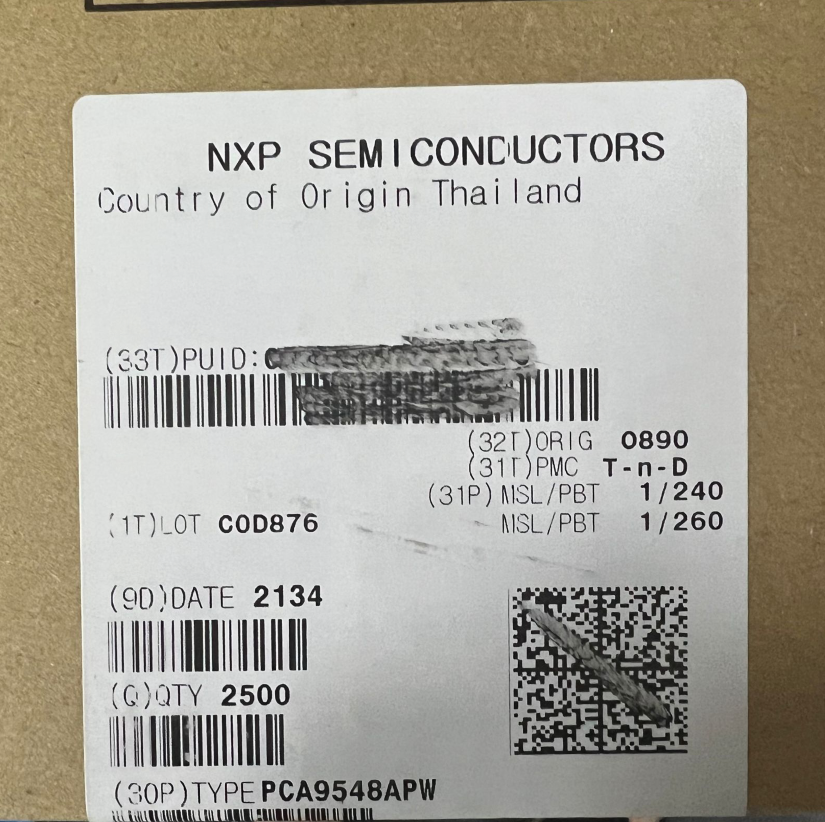 NXP SEMICONDUCTORS
Country of Origin Thailand
(33T)PUID:
(32T)ORIG 0890
(31T)PMC T-n-D
(31P)MSL/PBT 1/240
(1T)LOT COD876 MSL/PBT 1/260
(9D)DATE 2134
(Q)QTY 2500
(30P)TYPE PCA9548APW